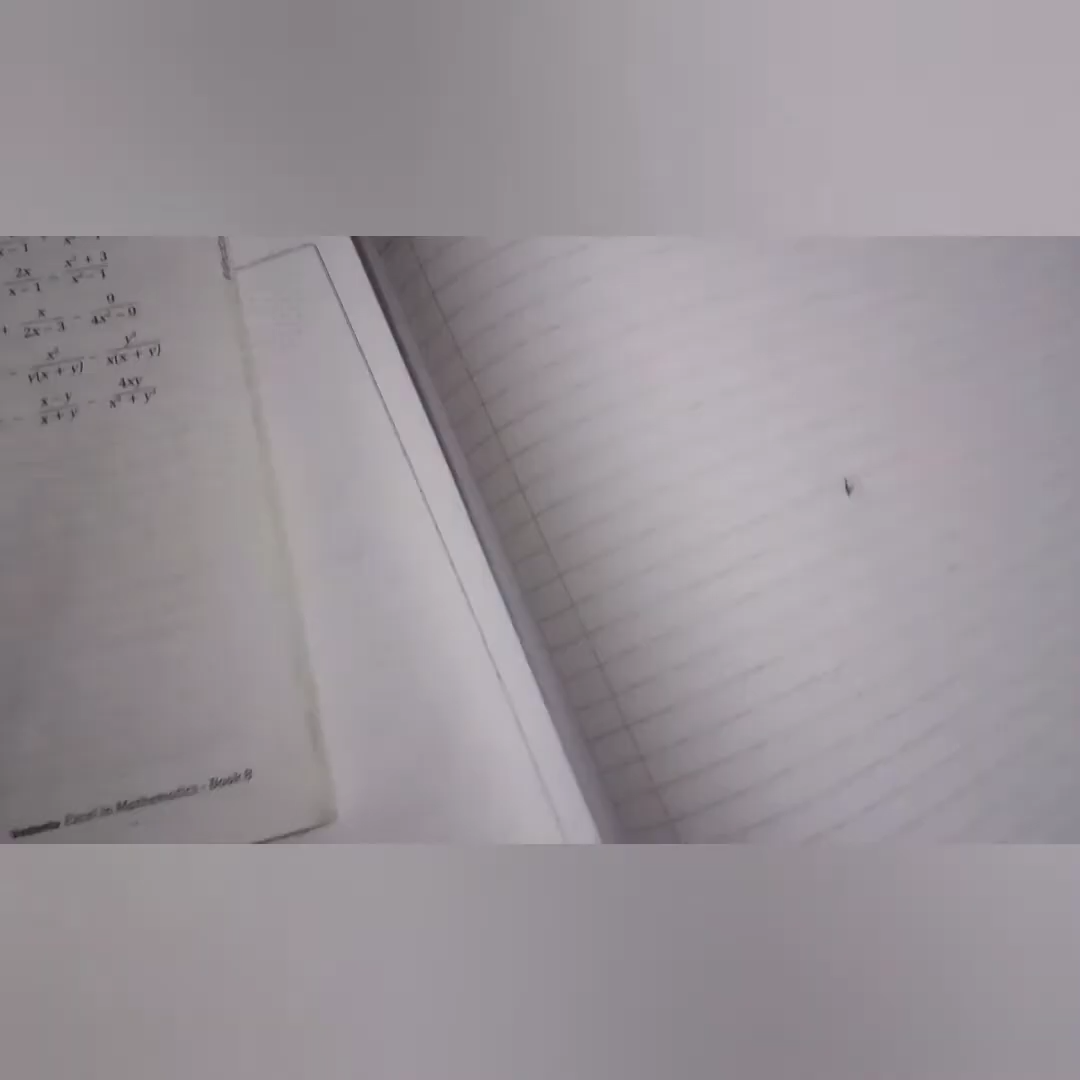 2x/(x - 1) - (x² + 3)/(x² - 1)
+ x/(2x - 3) - 9/(4x² - 9)
- x²/(y(x + y)) - y²/(x(x + y))
- (x - y)/(x + y) - 4xy/(x² + y²)
Vedanta Excel in Mathematics - Book 8